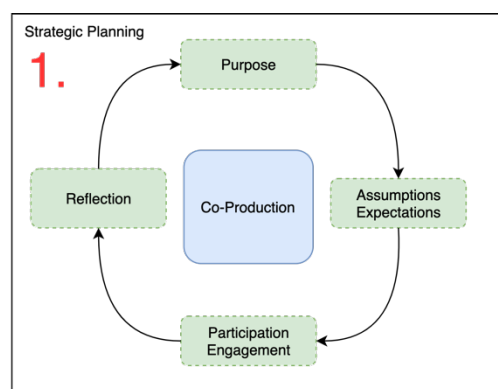 Strategic Planning
1.
Purpose
Reflection
Co-Production
Assumptions
Expectations
Participation
Engagement